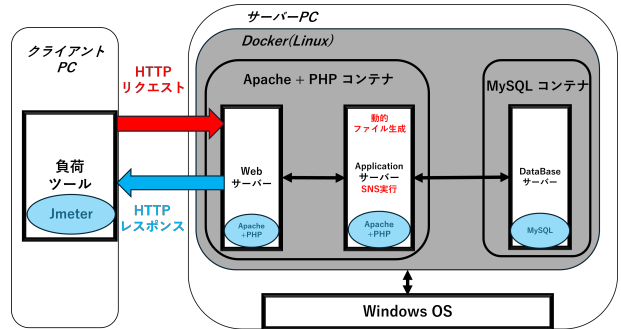 サーバーPC
クライアント
PC
Docker(Linux)
HTTP
リクエスト
Apache + PHP コンテナ
MySQL コンテナ
負荷
ツール
Jmeter
HTTP
レスポンス
Web
サーバー
Apache
+PHP
動的
ファイル生成
Application
サーバー
SNS実行
Apache
+PHP
DataBase
サーバー
MySQL
Windows OS